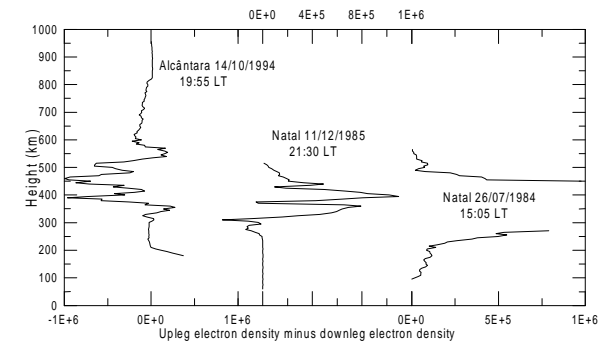 0E+0 4E+5 8E+5 1E+6
1000
900
800
700
600
500
400
300
200
100
0
Height (km)
Alcântara 14/10/1994
19:55 LT
Natal 11/12/1985
21:30 LT
Natal 26/07/1984
15:05 LT
-1E+6 0E+0 1E+6 0E+0 5E+5 1E+6
Upleg electron density minus downleg electron density